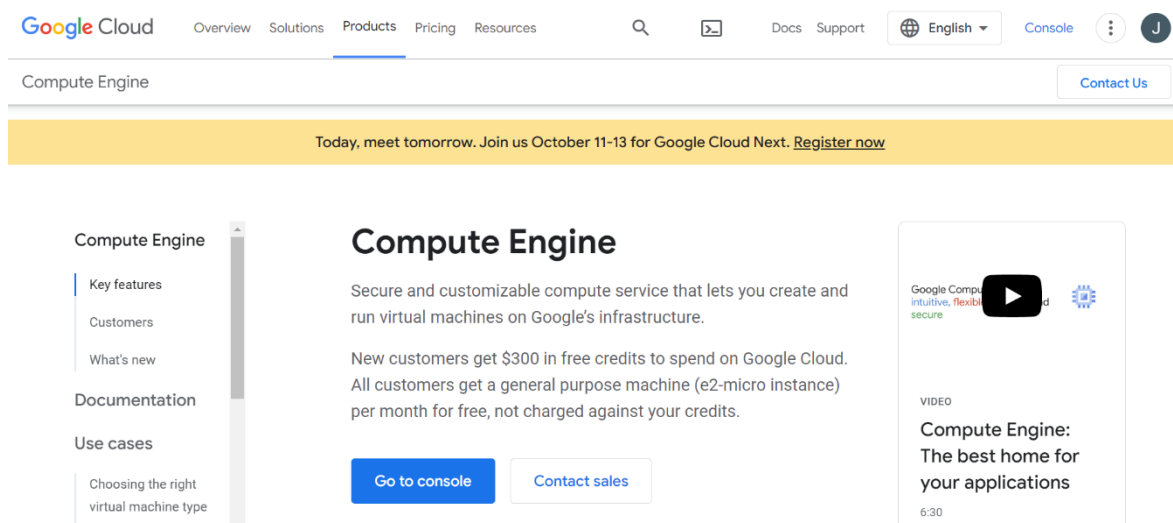 Google Cloud
Overview
Solutions
Products
Pricing
Resources
Docs
Support
English
Console
J
Compute Engine
Contact Us
Today, meet tomorrow. Join us October 11-13 for Google Cloud Next. Register now
Compute Engine
Key features
Customers
What's new
Documentation
Use cases
Choosing the right
virtual machine type
Compute Engine
Secure and customizable compute service that lets you create and
run virtual machines on Google's infrastructure.
New customers get $300 in free credits to spend on Google Cloud.
All customers get a general purpose machine (e2-micro instance)
per month for free, not charged against your credits.
Go to console
Contact sales
Google
intuitive,
secure
VIDEO
Compute Engine:
The best home for
your applications
6:30